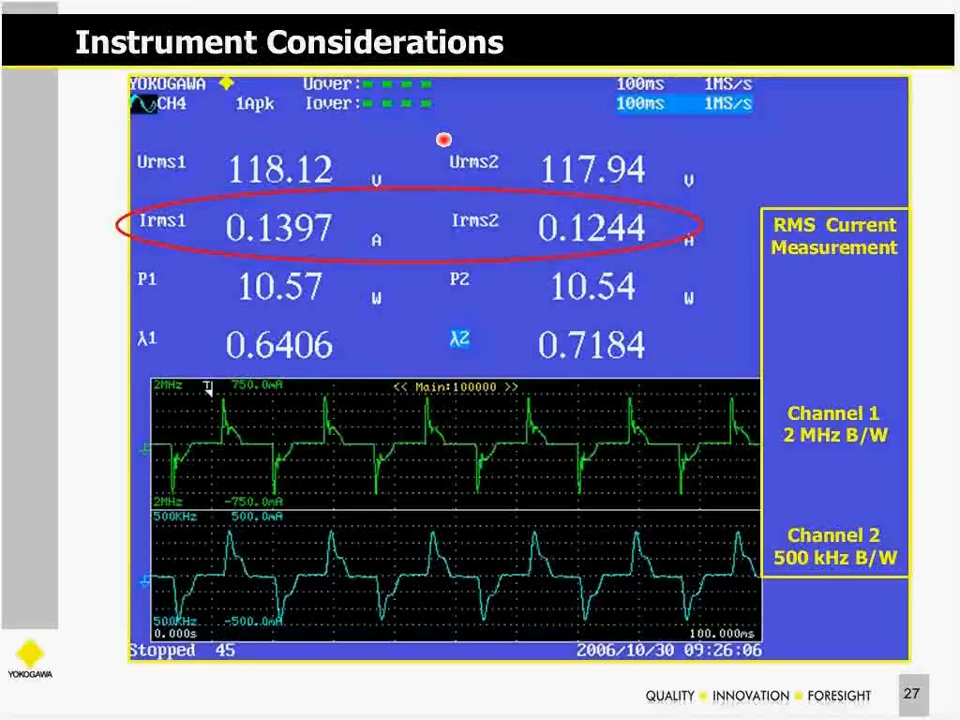 Instrument Considerations
YOKOGAWA Uover: 100ms 1MS/s
CH4 1Apk Iover: 100ms 1MS/s
Urms1 118.12 V Urms2 117.94 V
Irms1 0.1397 A Irms2 0.1244 A
RMS Current
Measurement
P1 10.57 W P2 10.54 W
λ1 0.6406 λ2 0.7184
2MHz T 750.0mA << Main:100000 >>
Channel 1
2 MHz B/W
2MHz -750.0mA
500KHz 500.0mA
Channel 2
500 kHz B/W
500KHz -500.0mA
0.000s 100.000ms
Stopped 45 2006/10/30 09:26:06
YOKOGAWA
QUALITY INNOVATION FORESIGHT 27